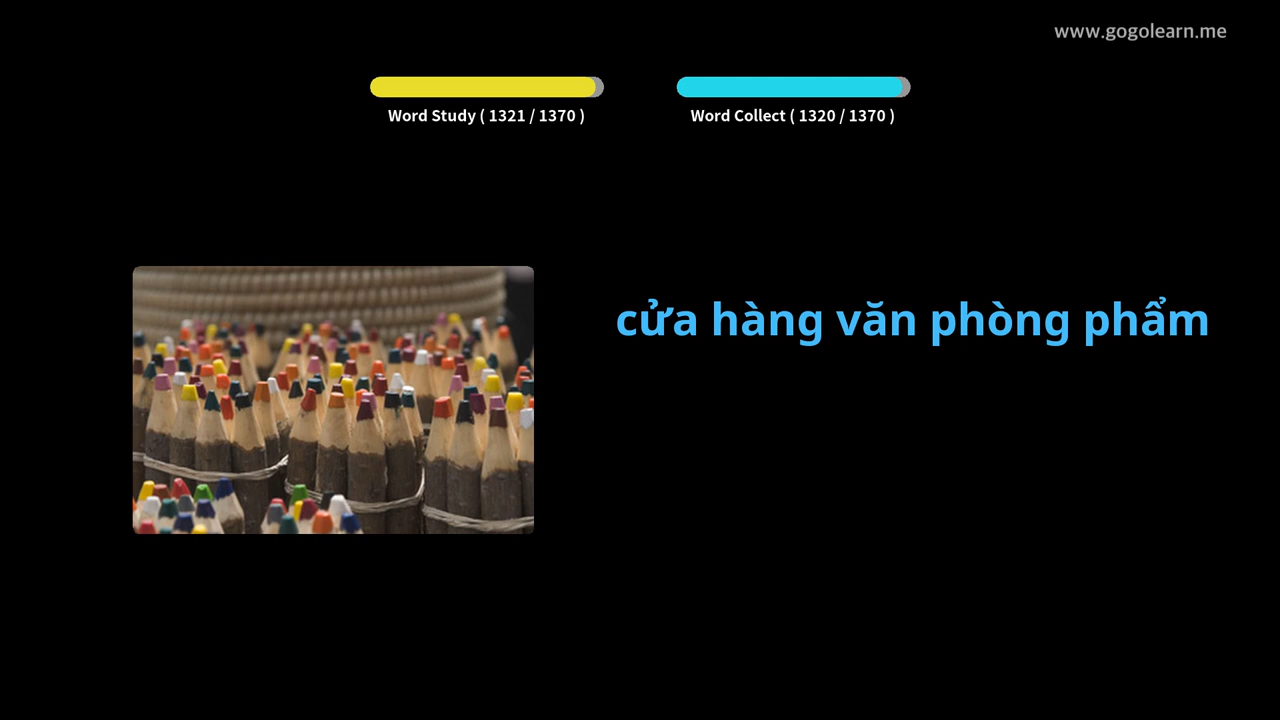 www.gogolearn.me
Word Study ( 1321 / 1370 )
Word Collect ( 1320 / 1370 )
cửa hàng văn phòng phẩm